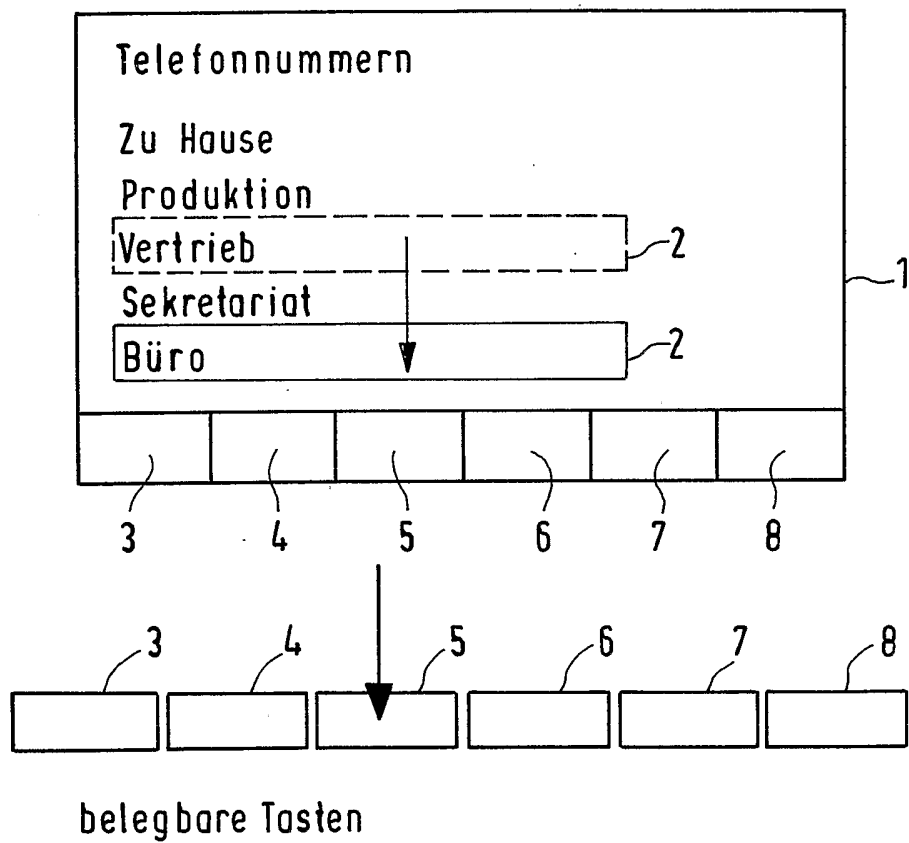 Telefonnummern
Zu Hause
Produktion
Vertrieb
2
1
Sekretariat
Büro
2
3 4 5 6 7 8
3 4 5 6 7 8
belegbare Tasten